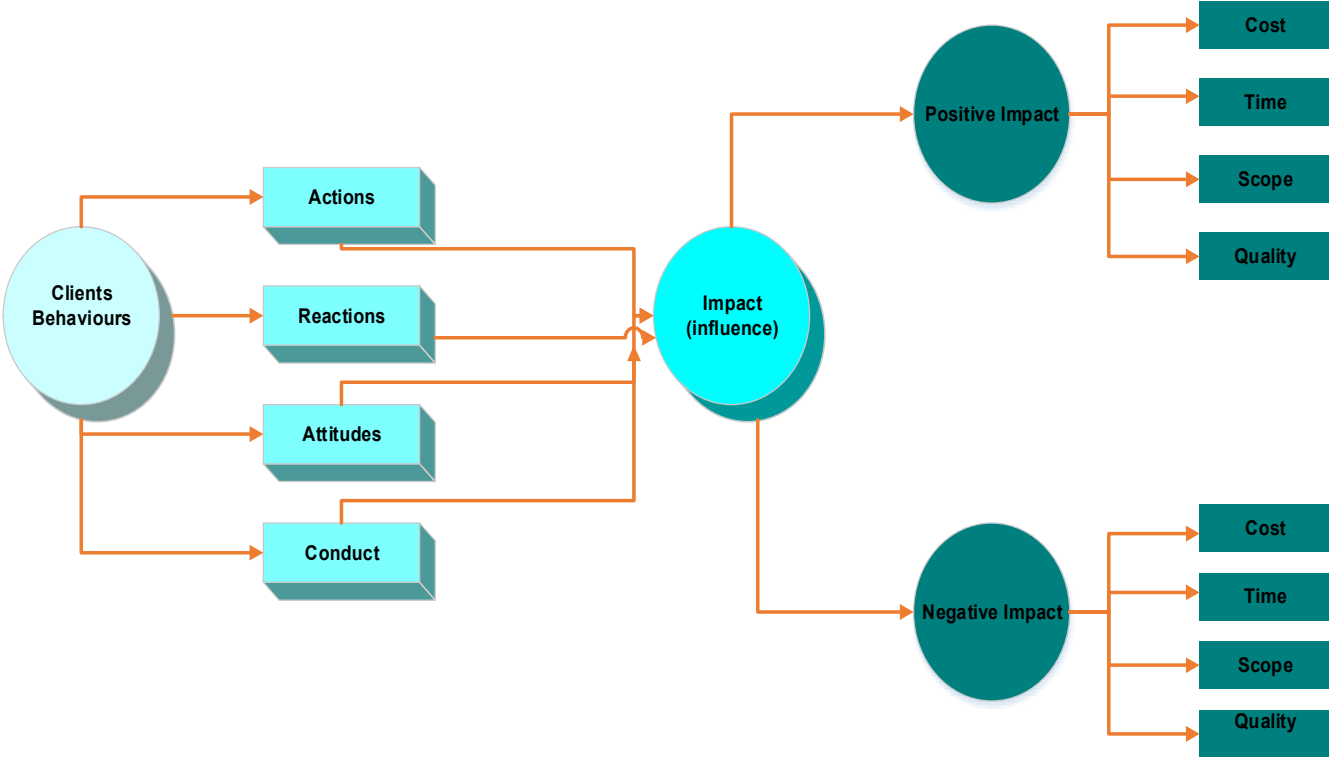 Clients
Behaviours
Actions
Reactions
Attitudes
Conduct
Impact
(influence)
Positive Impact
Cost
Time
Scope
Quality
Negative Impact
Cost
Time
Scope
Quality